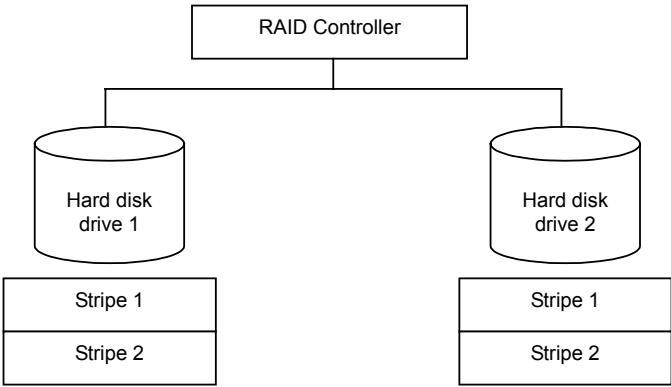 RAID Controller
Hard disk
drive 1
Hard disk
drive 2
Stripe 1
Stripe 2
Stripe 1
Stripe 2